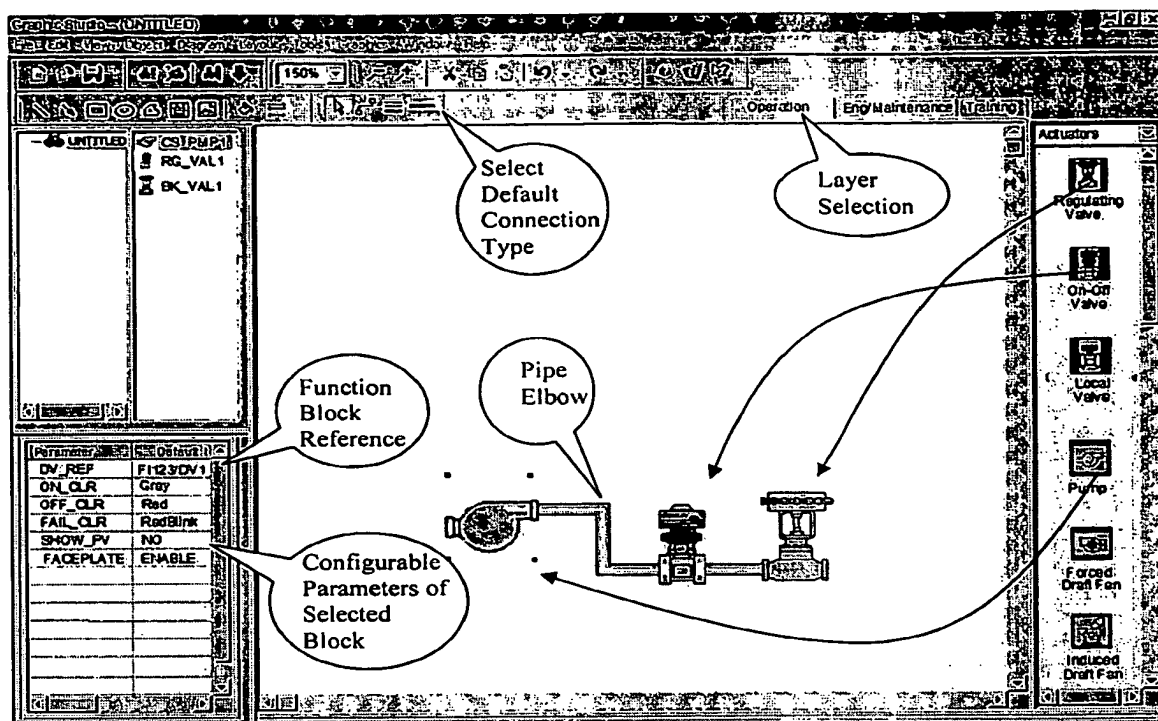 Graphic Studio - (UNTITLED)
150%
Operation
Eng/Maintenance
Training
UNTITLED
CSTPMP1
RG_VAL1
BK_VAL1
Select
Default
Connection
Type
Layer
Selection
Actuators
Regulating
Valve
On-Off
Valve
Local
Valve
Pump
Forced
Draft Fan
Induced
Draft Fan
Function
Block
Reference
Pipe
Elbow
Parameter Default
DV_REF FI123/DV1
ON_CLR Gray
OFF_CLR Red
FAIL_CLR RedBlink
SHOW_PV NO
FACEPLATE ENABLE
Configurable
Parameters of
Selected
Block